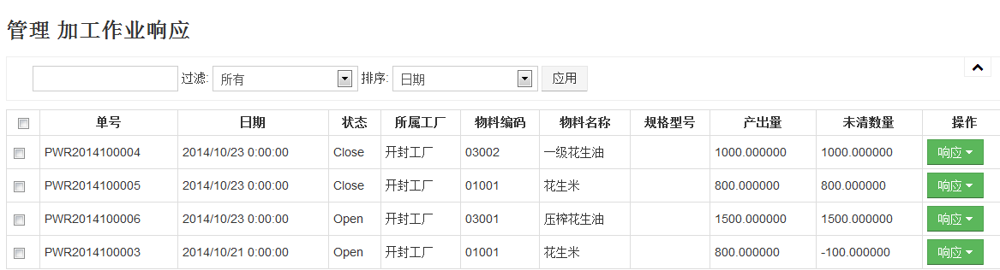 管理 加工作业响应
过滤: 所有 排序: 日期 应用
单号 日期 状态 所属工厂 物料编码 物料名称 规格型号 产出量 未清数量 操作
PWR2014100004 2014/10/23 0:00:00 Close 开封工厂 03002 一级花生油 1000.000000 1000.000000 响应
PWR2014100005 2014/10/23 0:00:00 Close 开封工厂 01001 花生米 800.000000 800.000000 响应
PWR2014100006 2014/10/23 0:00:00 Open 开封工厂 03001 压榨花生油 1500.000000 1500.000000 响应
PWR2014100003 2014/10/21 0:00:00 Open 开封工厂 01001 花生米 800.000000 -100.000000 响应